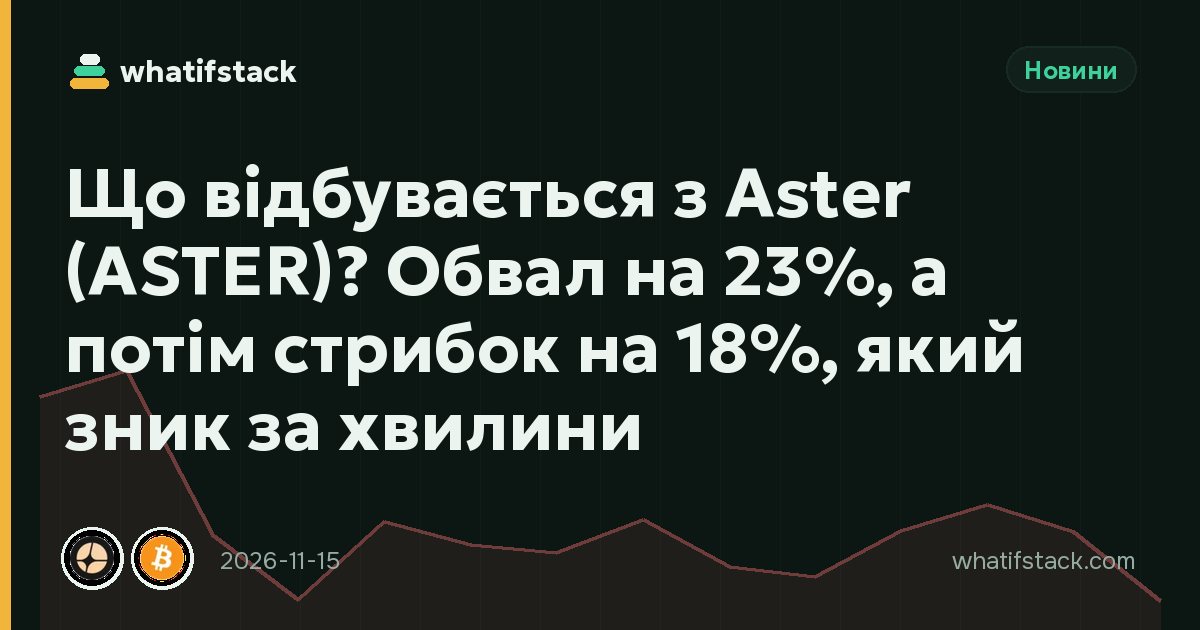 whatifstack
Новини
Що відбувається з Aster
(ASTER)? Обвал на 23%, а
потім стрибок на 18%, який
зник за хвилини
2026-11-15
whatifstack.com